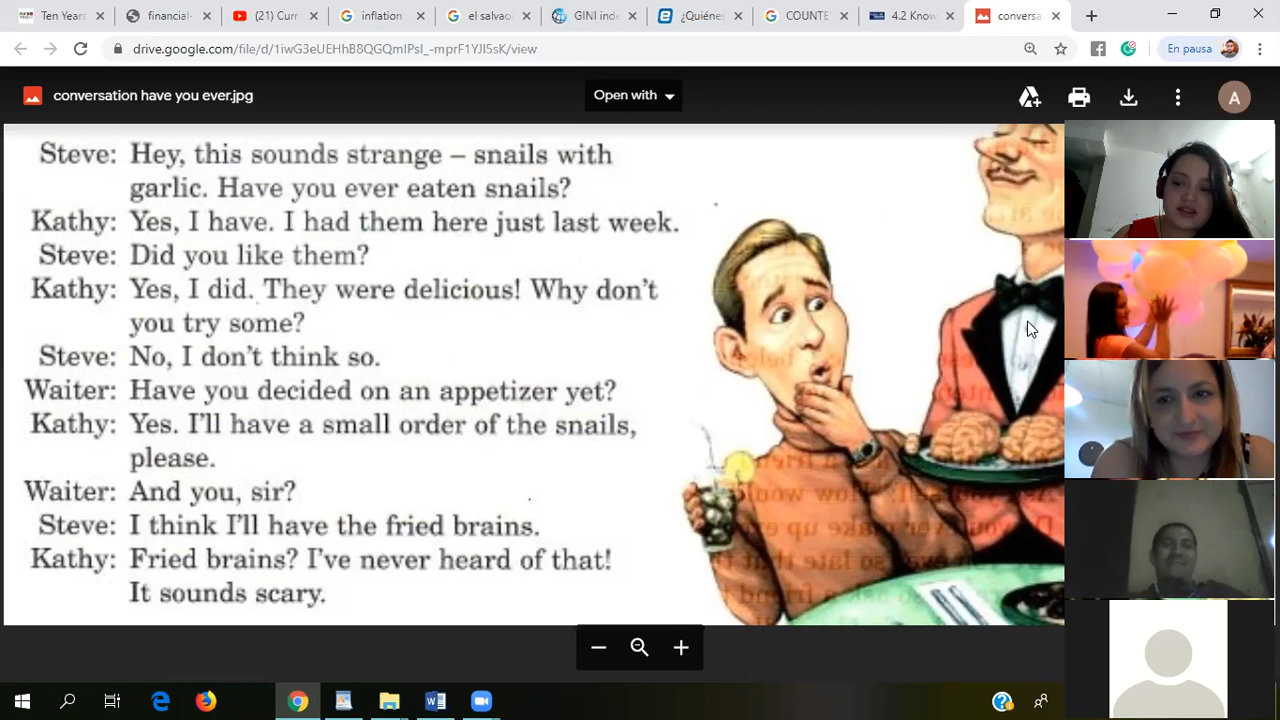 Ten Years
financial
(21) Curr
inflation
el salvac
GINI inde
¿Quiénes
COUNTE
4.2 Know
conversa
drive.google.com/file/d/1iwG3eUEHhB8QGQmIPsI_-mprF1YJI5sK/view
En pausa
conversation have you ever.jpg
Open with
A
Steve: Hey, this sounds strange – snails with
garlic. Have you ever eaten snails?
Kathy: Yes, I have. I had them here just last week.
Steve: Did you like them?
Kathy: Yes, I did. They were delicious! Why don't
you try some?
Steve: No, I don't think so.
Waiter: Have you decided on an appetizer yet?
Kathy: Yes. I'll have a small order of the snails,
please.
Waiter: And you, sir?
Steve: I think I'll have the fried brains.
Kathy: Fried brains? I've never heard of that!
It sounds scary.